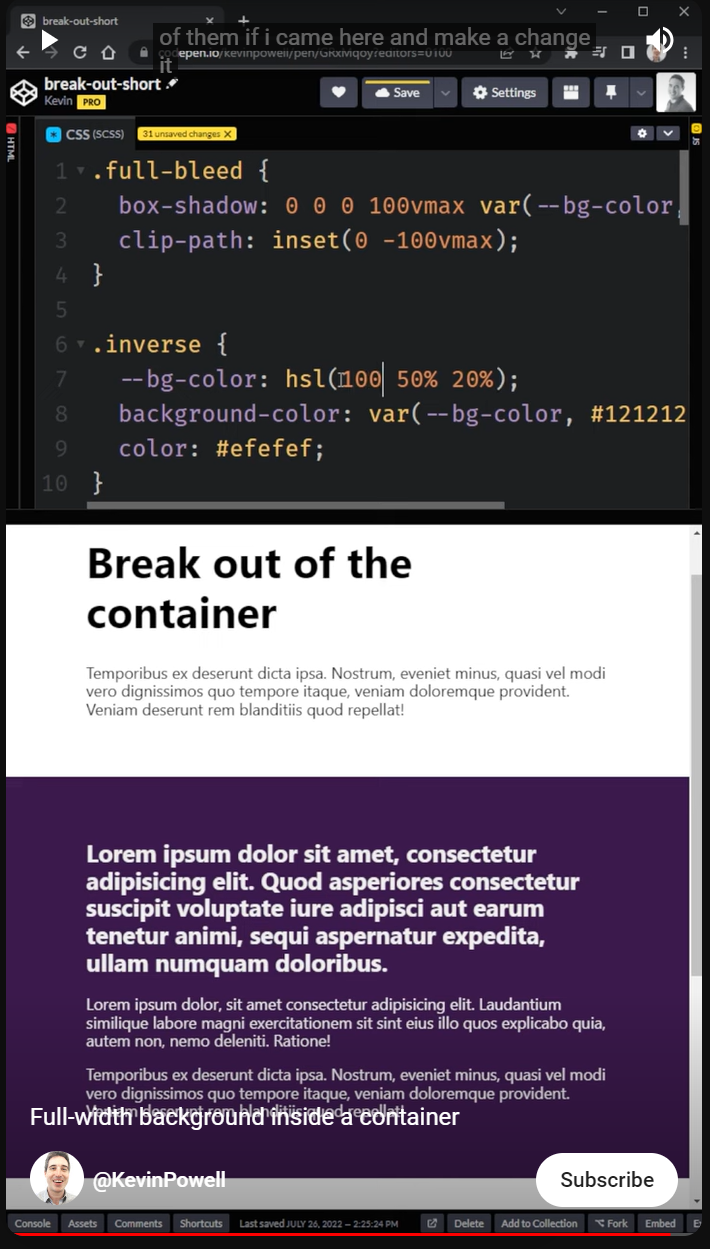 break-out-short
of them if i came here and make a change
it
codepen.io/kevinpowell/pen/GRxMqoy?editors=0100
break-out-short
Kevin PRO
Save
Settings
HTML
CSS (SCSS)
31 unsaved changes X
JS
1 .full-bleed {
2 box-shadow: 0 0 0 100vmax var(--bg-color,
3 clip-path: inset(0 -100vmax);
4 }
5
6 .inverse {
7 --bg-color: hsl(100 50% 20%);
8 background-color: var(--bg-color, #121212
9 color: #efefef;
10 }
Break out of the
container
Temporibus ex deserunt dicta ipsa. Nostrum, eveniet minus, quasi vel modi
vero dignissimos quo tempore itaque, veniam doloremque provident.
Veniam deserunt rem blanditiis quod repellat!
Lorem ipsum dolor sit amet, consectetur
adipisicing elit. Quod asperiores consectetur
suscipit voluptate iure adipisci aut earum
tenetur animi, sequi aspernatur expedita,
ullam numquam doloribus.
Lorem ipsum dolor, sit amet consectetur adipisicing elit. Laudantium
similique labore magni exercitationem sit sint eius illo quos explicabo quia,
autem non, nemo deleniti. Ratione!
Temporibus ex deserunt dicta ipsa. Nostrum, eveniet minus, quasi vel modi
vero dignissimos quo tempore itaque, veniam doloremque provident.
Veniam deserunt rem blanditiis quod repellat!
Full-width background inside a container
@KevinPowell
Subscribe
Console
Assets
Comments
Shortcuts
Last saved JULY 26, 2022 — 2:25:24 PM
Delete
Add to Collection
Fork
Embed